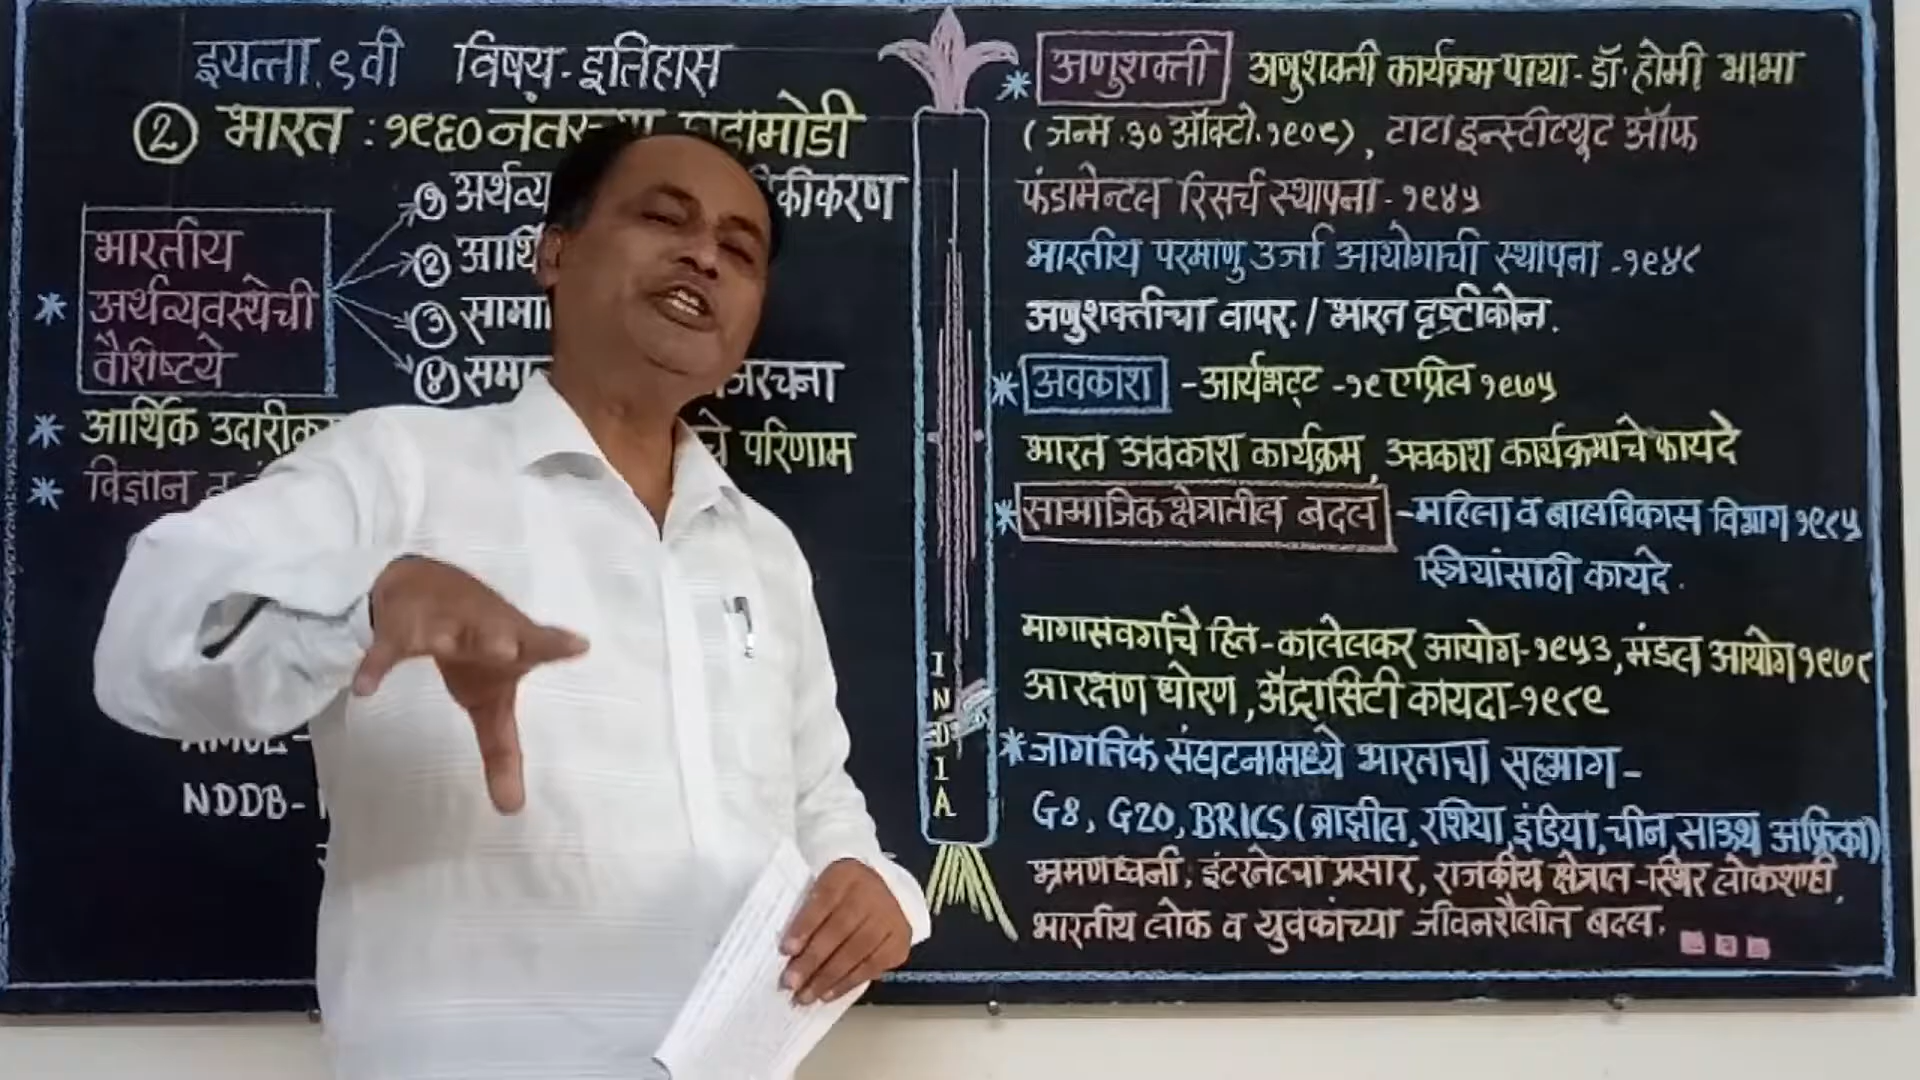 इयत्ता.९वी विषय-इतिहास
② भारत : १९६० नंतरच्या घडामोडी
भारतीय
अर्थव्यवस्थेची
वैशिष्टये
① अर्थव्य
② आर्थि
③ सामा
④ समा
आर्थिक उदारीक परिणाम
विज्ञान व
NDDB-
INDIA
अणुशक्ती अणुशक्ती कार्यक्रम पाया - डॉ. होमी भाभा
(जन्म.३० ऑक्टो.१९०९), टाटा इन्स्टीट्यूट ऑफ
फंडामेन्टल रिसर्च स्थापना - १९४५
भारतीय परमाणु उर्जा आयोगाची स्थापना -१९४८
अणुशक्तीचा वापर. / भारत दृष्टीकोन.
अवकाश -आर्यभट्ट -१९ एप्रिल १९७५
भारत अवकाश कार्यक्रम, अवकाश कार्यक्रमाचे फायदे
सामाजिक क्षेत्रातील बदल -महिला व बालविकास विभाग १९८५
स्त्रियांसाठी कायदे.
मागासवर्गाचे हित-कालेलकर आयोग-१९५३, मंडल आयोग १९७८
आरक्षण धोरण, अॅट्रासिटी कायदा-१९८९
जागतिक संघटनामध्ये भारताचा सहभाग-
G8, G20, BRICS (ब्राझील, रशिया, इंडिया, चीन, साउथ अफ्रिका)
भ्रमणध्वनी, इंटरनेटचा प्रसार, राजकीय क्षेत्रांत-स्थिर लोकशाही,
भारतीय लोक व युवकांच्या जीवनशैलीत बदल.